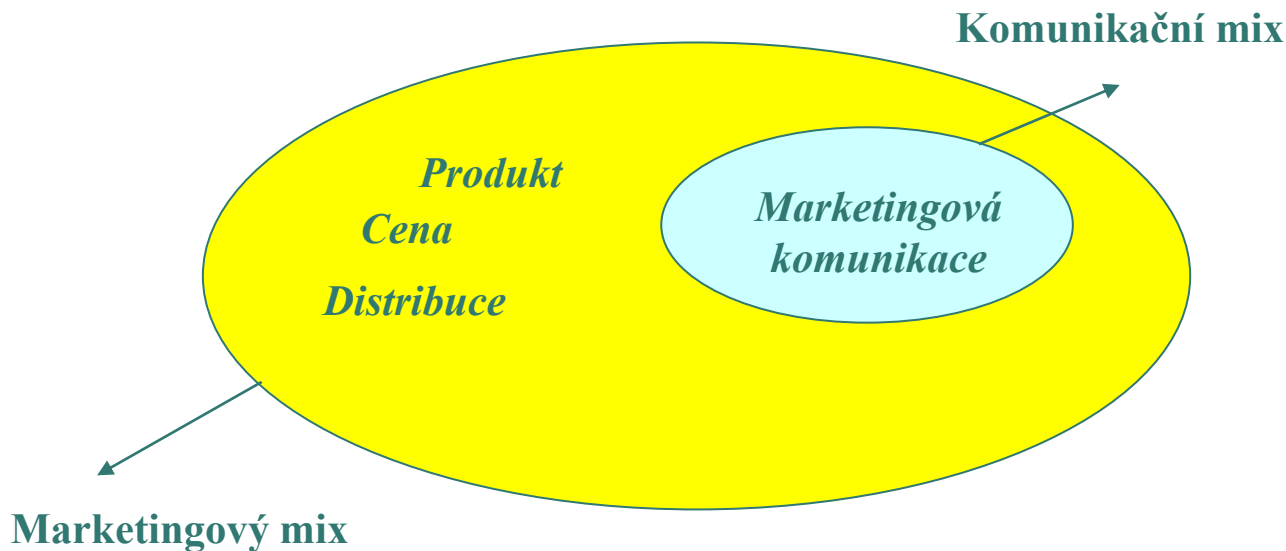 Komunikační mix
Produkt
Cena
Distribuce
Marketingová
komunikace
Marketingový mix